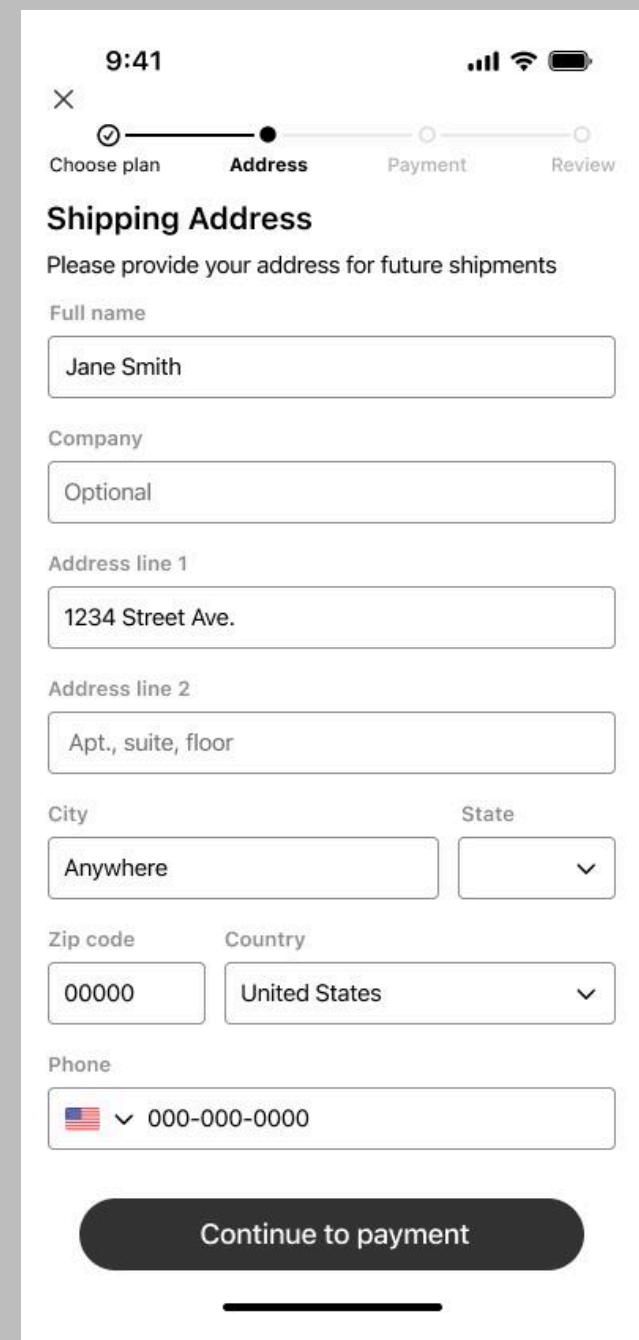 9:41
Choose plan Address Payment Review
Shipping Address
Please provide your address for future shipments
Full name
Jane Smith
Company
Optional
Address line 1
1234 Street Ave.
Address line 2
Apt., suite, floor
City State
Anywhere
Zip code Country
00000 United States
Phone
000-000-0000
Continue to payment